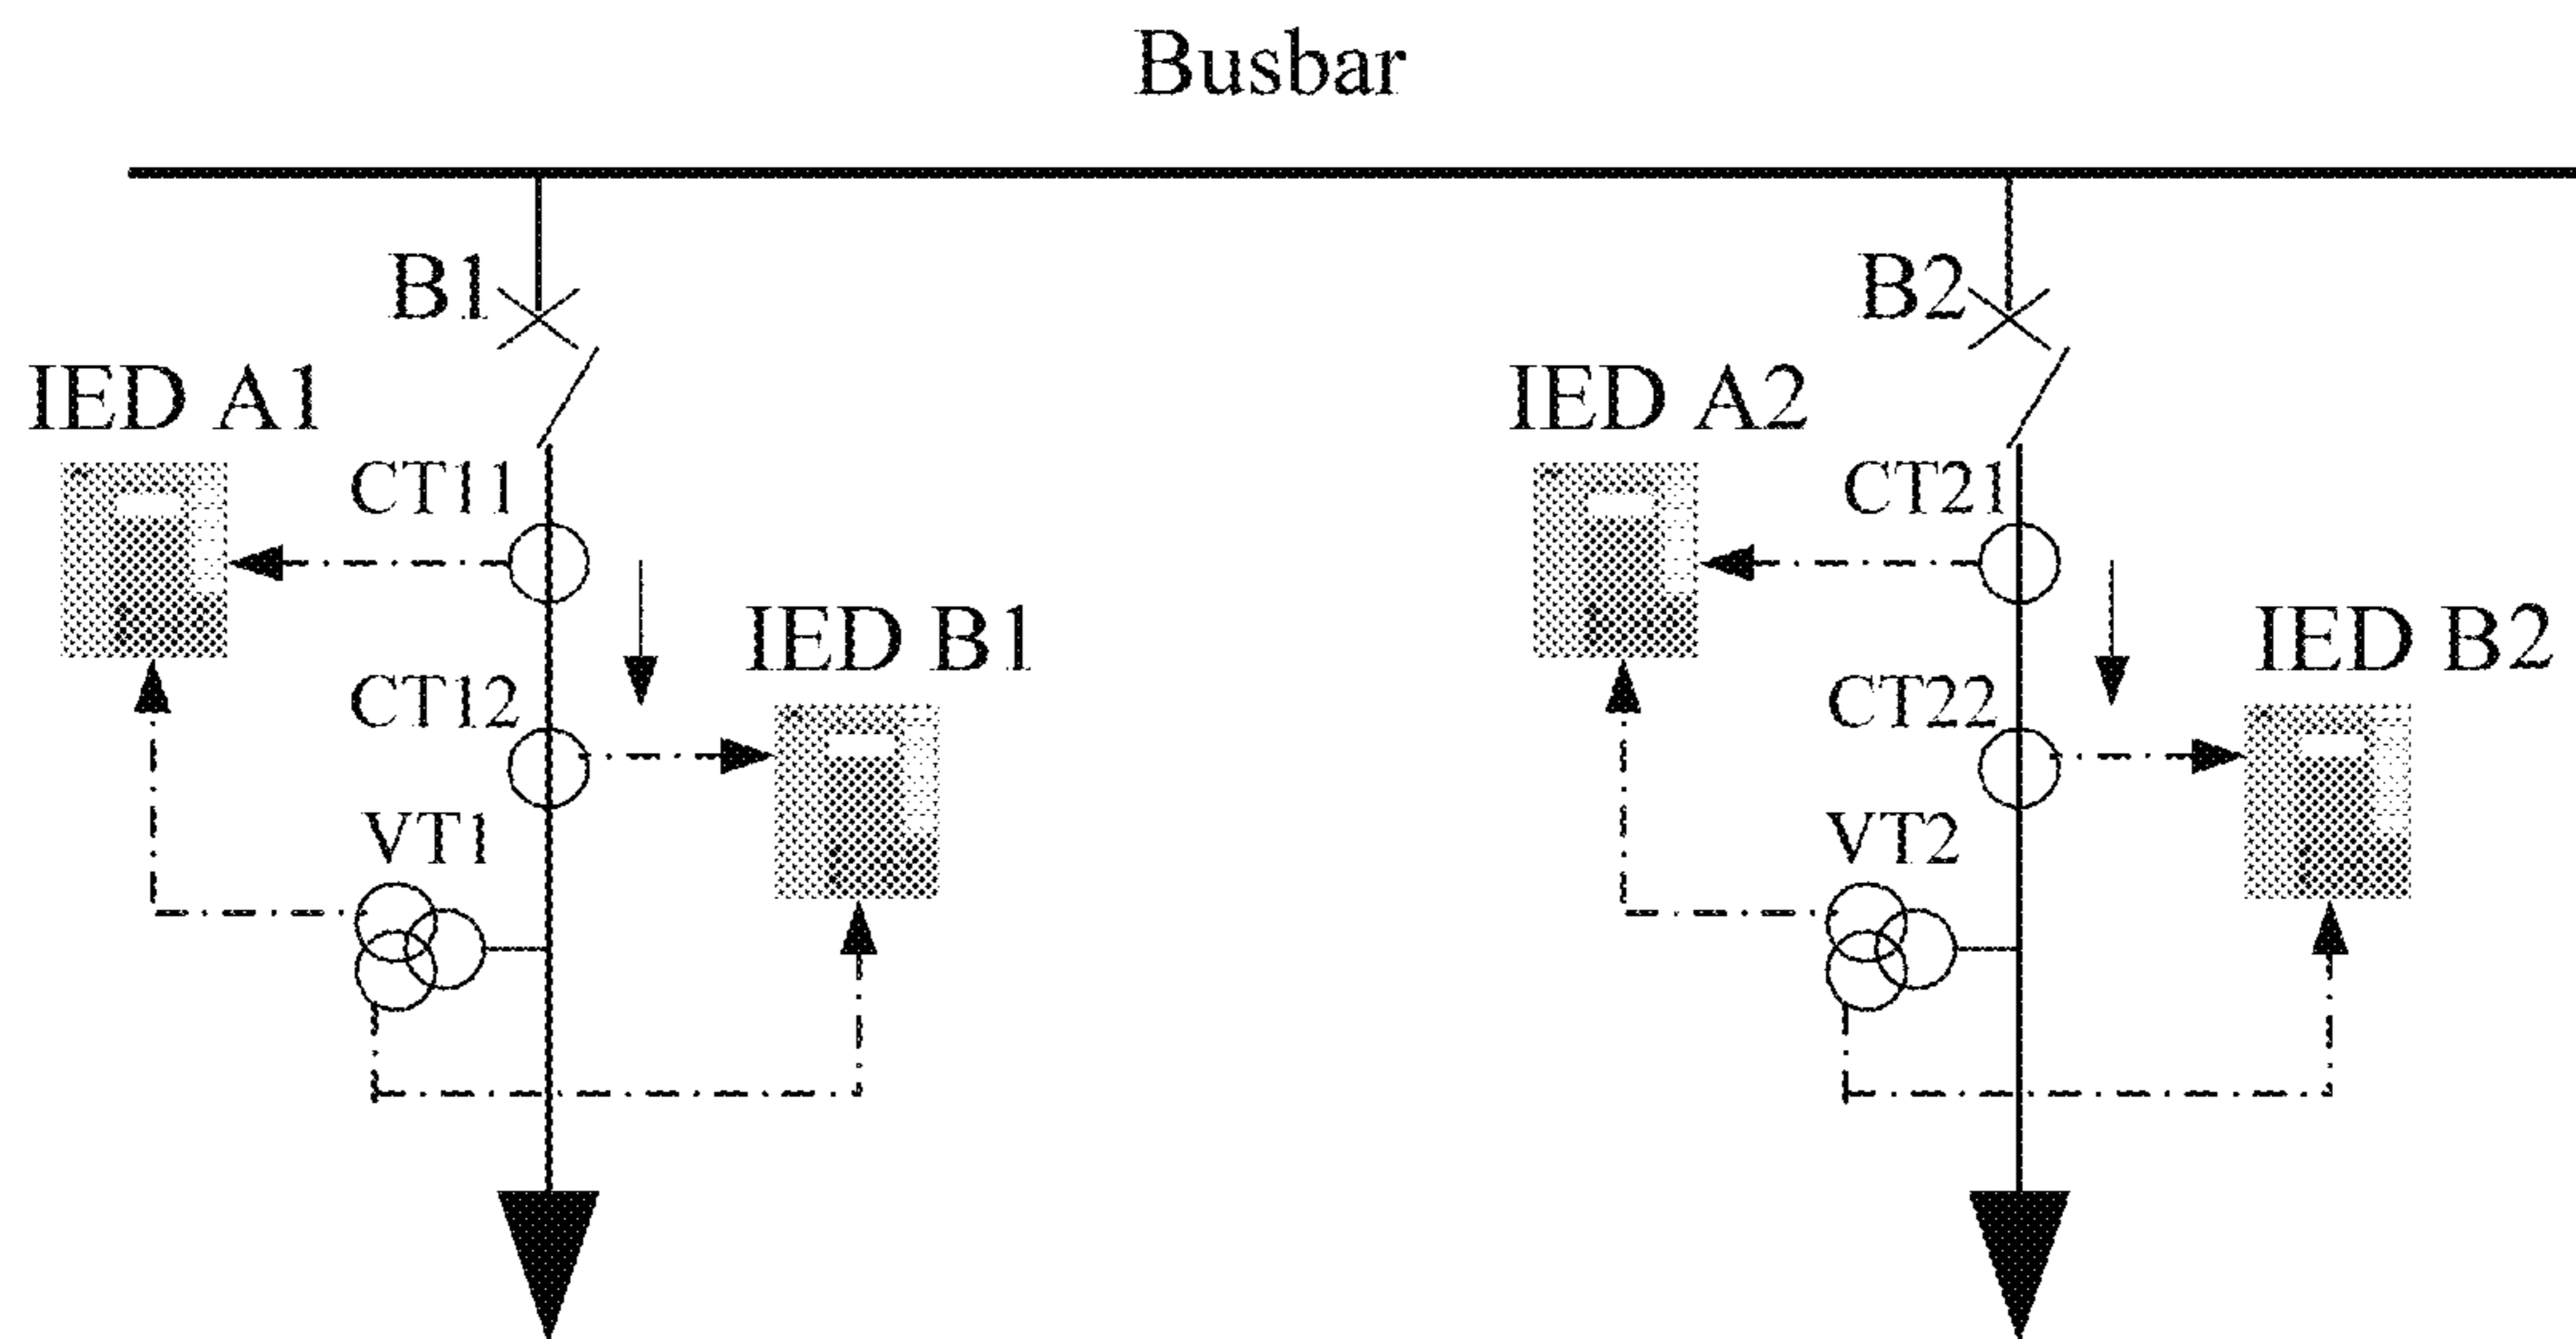 Busbar
B1
B2
IED A1
IED A2
CT11
CT21
IED B1
IED B2
CT12
CT22
VT1
VT2